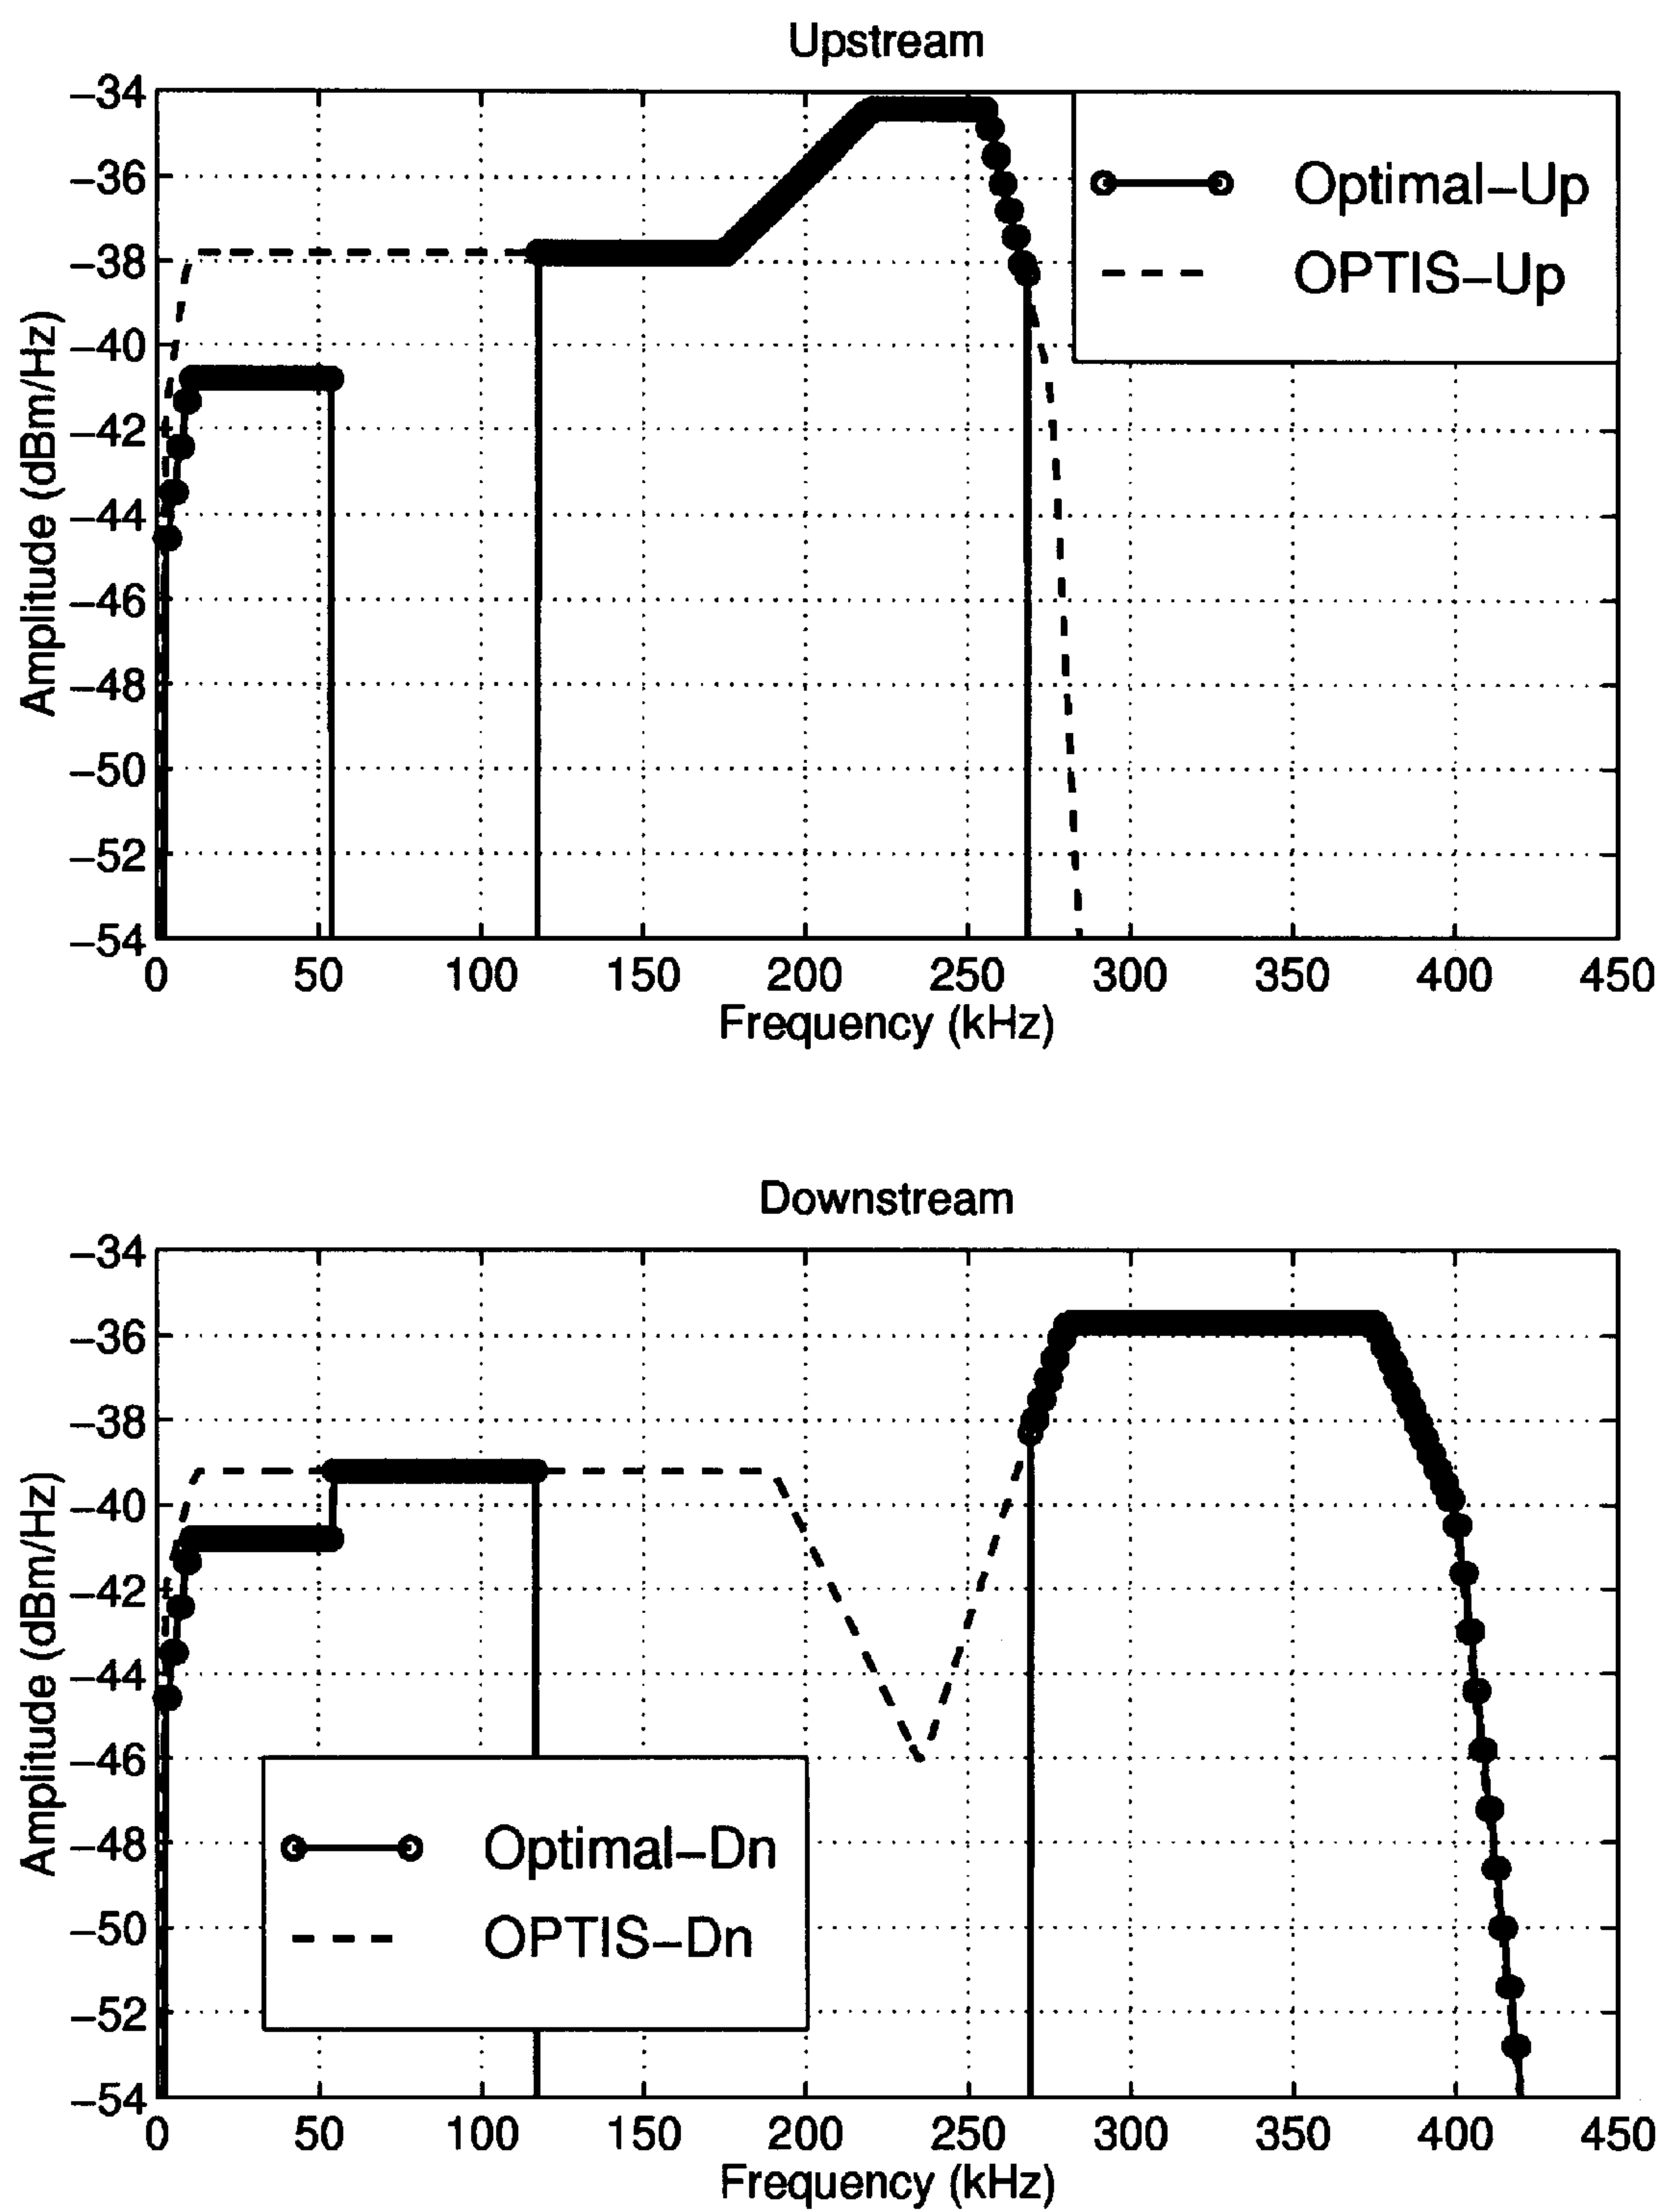 Upstream
−34
−36
−38
−40
−42
−44
−46
−48
−50
−52
−54
Amplitude (dBm/Hz)
Optimal−Up
OPTIS−Up
0 50 100 150 200 250 300 350 400 450
Frequency (kHz)
Downstream
−34
−36
−38
−40
−42
−44
−46
−48
−50
−52
−54
Amplitude (dBm/Hz)
Optimal−Dn
OPTIS−Dn
0 50 100 150 200 250 300 350 400 450
Frequency (kHz)